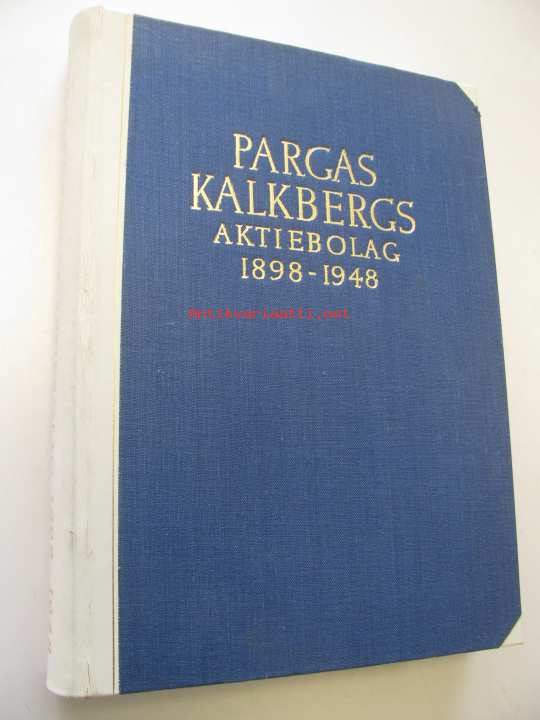 PARGAS
KALKBERGS
AKTIEBOLAG
1898-1948
Antikvariaatti.net